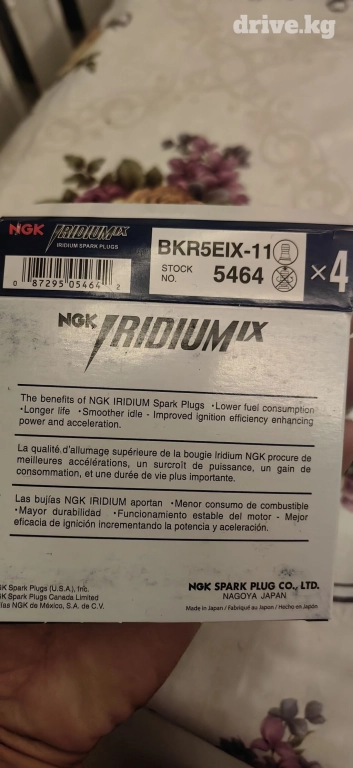 drive.kg
NGK IRIDIUM IX
IRIDIUM SPARK PLUGS
BKR5EIX-11
STOCK NO. 5464
×4
0 87295 05464 2
NGK IRIDIUM IX
The benefits of NGK IRIDIUM Spark Plugs •Lower fuel consumption
•Longer life •Smoother idle - Improved ignition efficiency enhancing
power and acceleration.
La qualité d'allumage supérieure de la bougie Iridium NGK procure de
meilleures accélérations, un surcroît de puissance, un gain de
consommation, et une durée de vie plus importante.
Las bujías NGK IRIDIUM aportan •Menor consumo de combustible
•Mayor durabilidad •Funcionamiento estable del motor - Mejor
eficacia de ignición incrementando la potencia y aceleración.
GK Spark Plugs (U.S.A.), Inc.
GK Spark Plugs Canada Limited
jías NGK de México, S.A. de C.V.
NGK SPARK PLUG CO., LTD.
NAGOYA JAPAN
Made in Japan / Fabriqué au Japon / Hecho en Japón